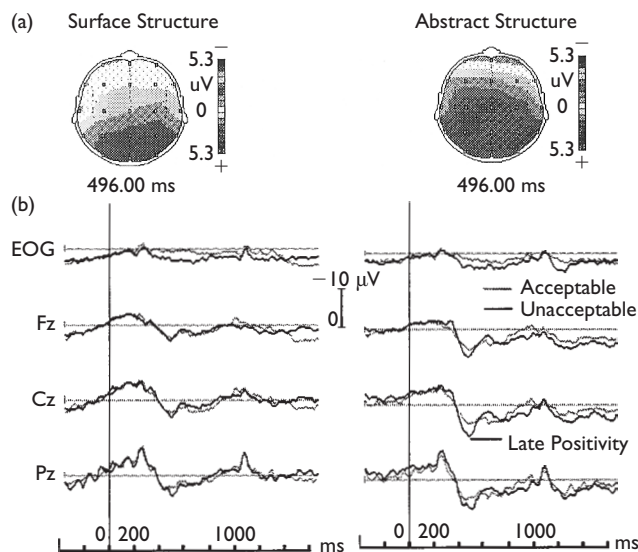 (a) Surface Structure Abstract Structure
5.3 − 5.3 −
uV uV
0 0
5.3 + 5.3 +
496.00 ms 496.00 ms
(b)
EOG
−10 µV
0
Acceptable
Unacceptable
Fz
Cz
Late Positivity
Pz
0 200 1000 ms 0 200 1000 ms